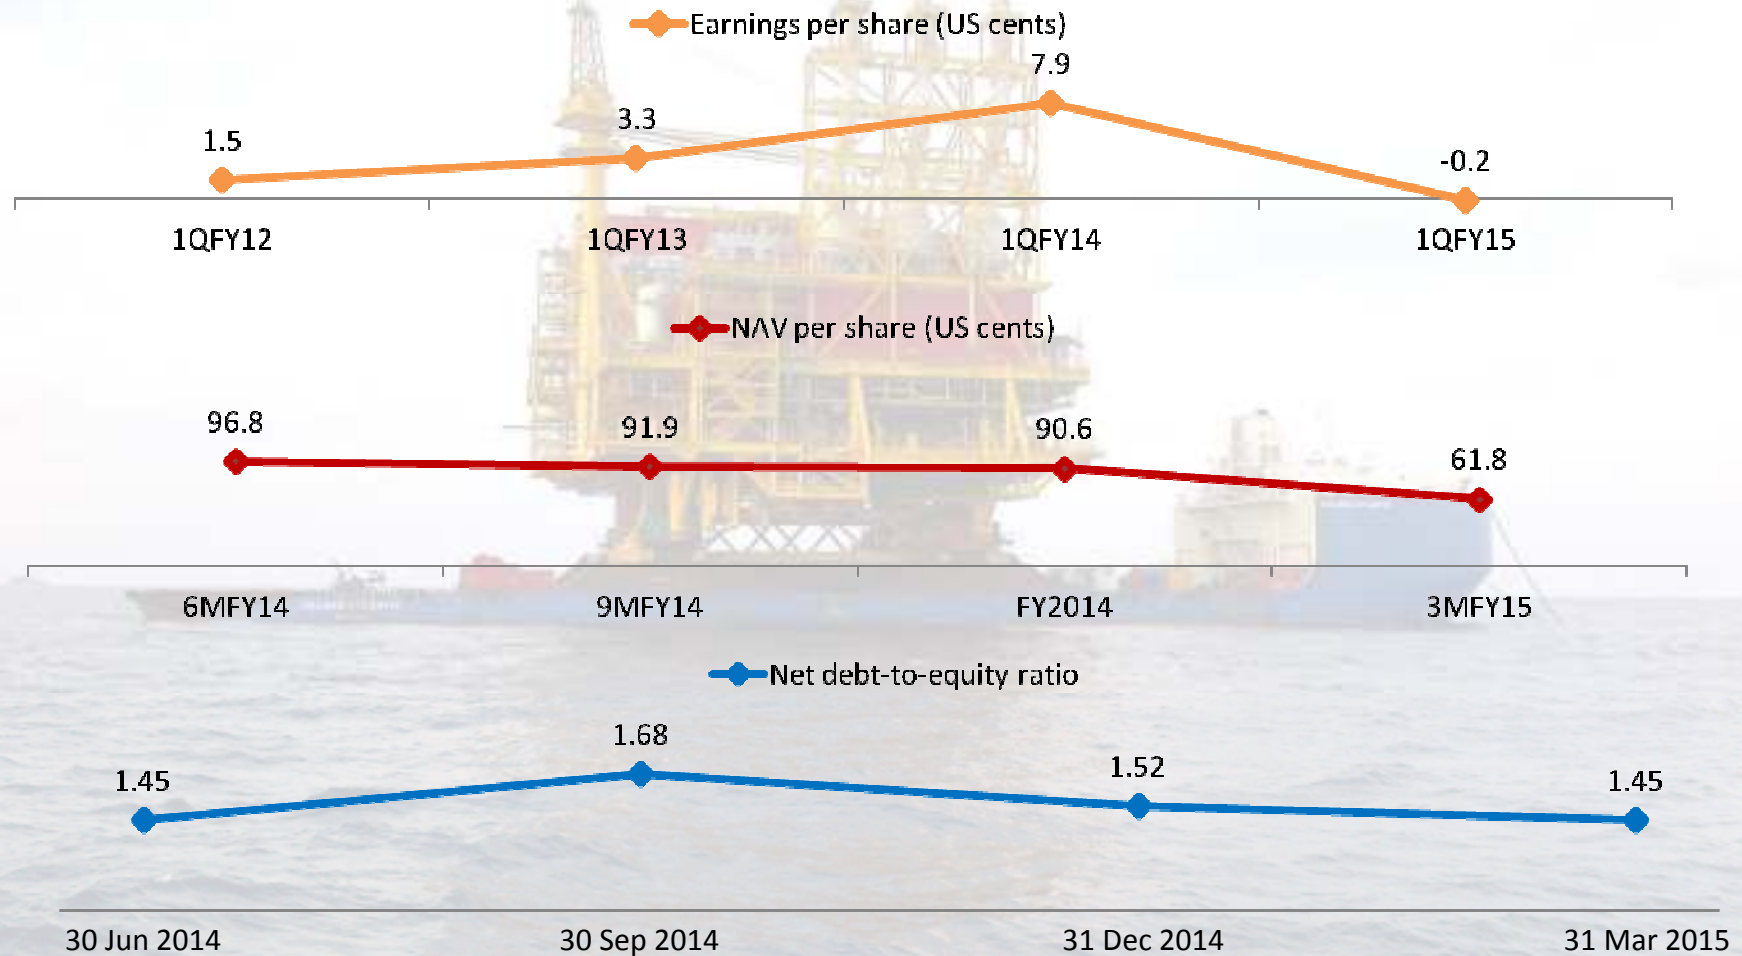 Earnings per share (US cents)
7.9
3.3
1.5
-0.2
1QFY12 1QFY13 1QFY14 1QFY15
NAV per share (US cents)
96.8 91.9 90.6 61.8
6MFY14 9MFY14 FY2014 3MFY15
Net debt-to-equity ratio
1.68
1.45 1.52 1.45
30 Jun 2014 30 Sep 2014 31 Dec 2014 31 Mar 2015